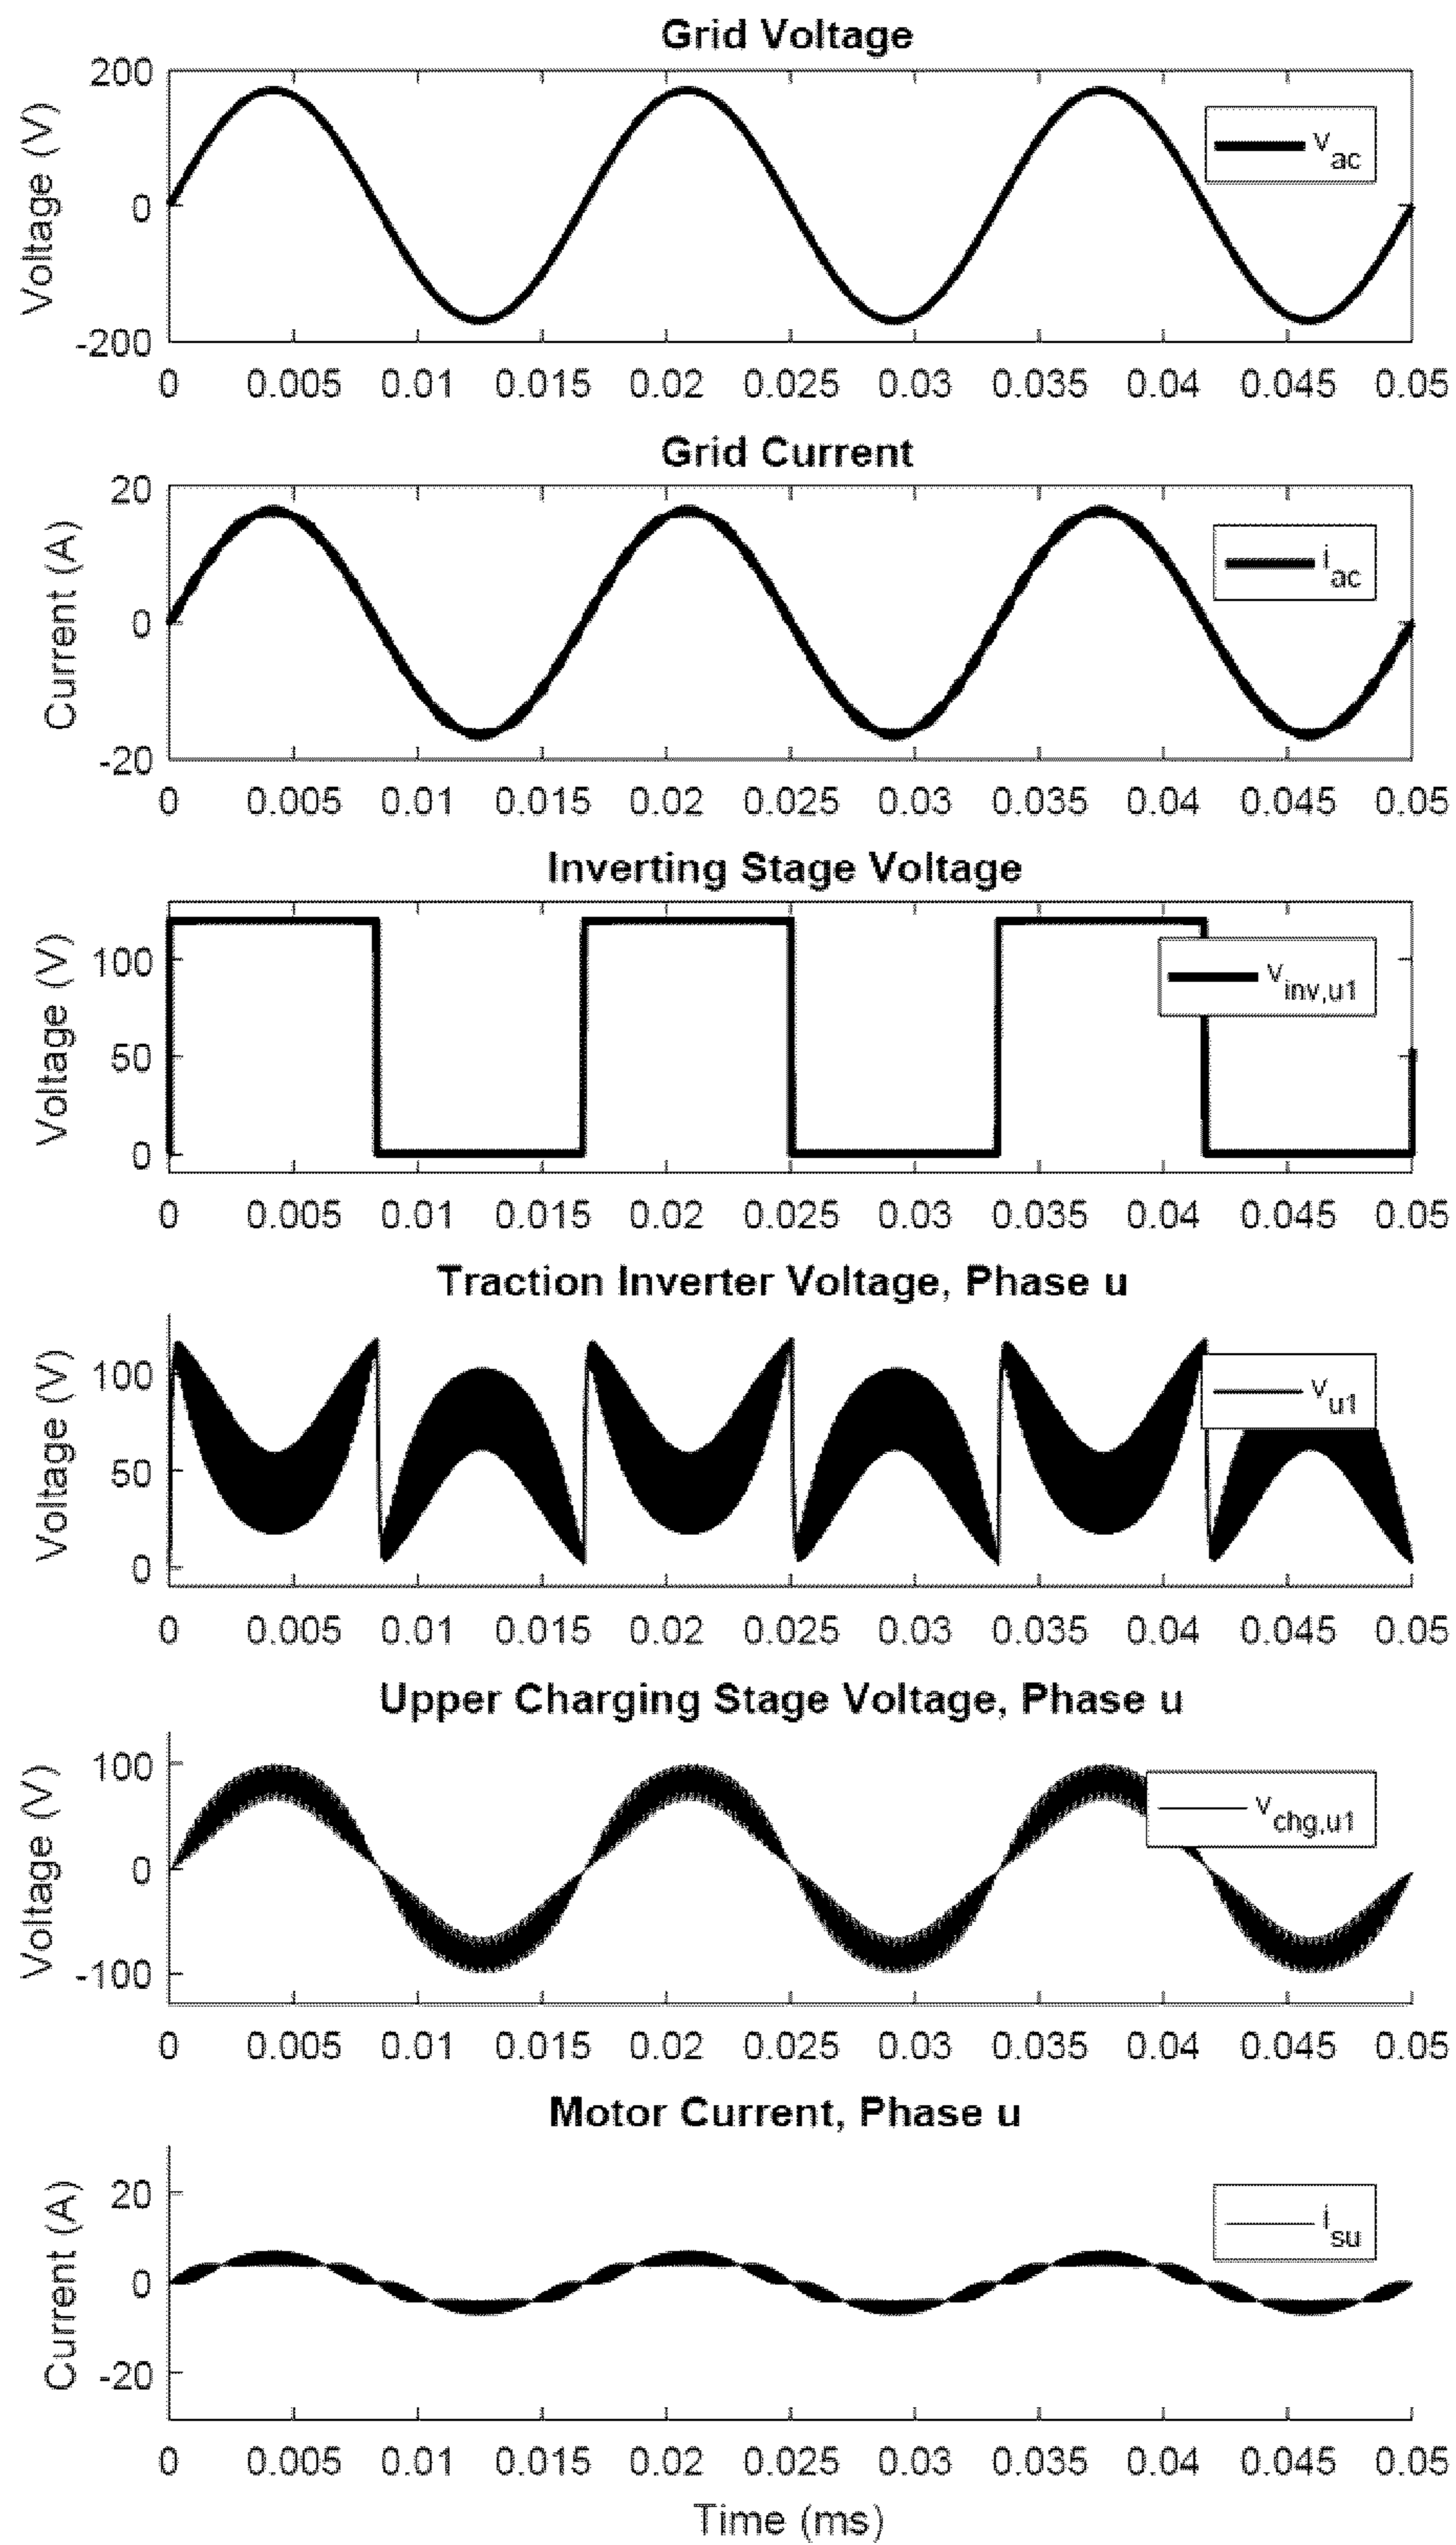 Grid Voltage
Voltage (V)
200
0
-200
v_ac
0 0.005 0.01 0.015 0.02 0.025 0.03 0.035 0.04 0.045 0.05
Grid Current
Current (A)
20
0
-20
i_ac
0 0.005 0.01 0.015 0.02 0.025 0.03 0.035 0.04 0.045 0.05
Inverting Stage Voltage
Voltage (V)
100
50
0
v_inv,u1
0 0.005 0.01 0.015 0.02 0.025 0.03 0.035 0.04 0.045 0.05
Traction Inverter Voltage, Phase u
Voltage (V)
100
50
0
v_u1
0 0.005 0.01 0.015 0.02 0.025 0.03 0.035 0.04 0.045 0.05
Upper Charging Stage Voltage, Phase u
Voltage (V)
100
0
-100
v_chg,u1
0 0.005 0.01 0.015 0.02 0.025 0.03 0.035 0.04 0.045 0.05
Motor Current, Phase u
Current (A)
20
0
-20
i_su
0 0.005 0.01 0.015 0.02 0.025 0.03 0.035 0.04 0.045 0.05
Time (ms)